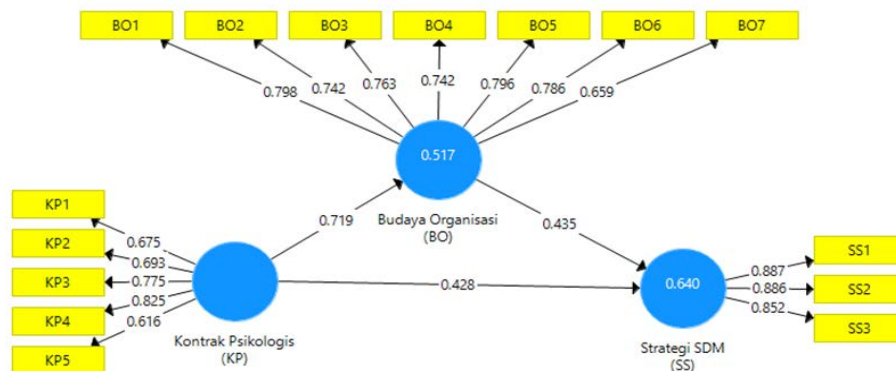 BO1 BO2 BO3 BO4 BO5 BO6 BO7
0.798 0.742 0.763 0.742 0.796 0.786 0.659
0.517
Budaya Organisasi
(BO)
0.719
0.435
KP1
KP2
KP3
KP4
KP5
0.675
0.693
0.775
0.825
0.616
Kontrak Psikologis
(KP)
0.428
0.640
Strategi SDM
(SS)
0.887
0.886
0.852
SS1
SS2
SS3